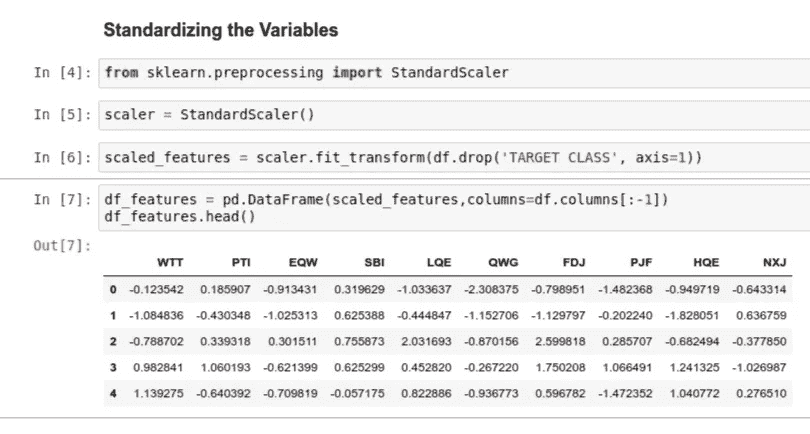 Standardizing the Variables
In [4]: from sklearn.preprocessing import StandardScaler
In [5]: scaler = StandardScaler()
In [6]: scaled_features = scaler.fit_transform(df.drop('TARGET CLASS', axis=1))
In [7]: df_features = pd.DataFrame(scaled_features,columns=df.columns[:-1])
df_features.head()
Out[7]:
WTT PTI EQW SBI LQE QWG FDJ PJF HQE NXJ
0 -0.123542 0.185907 -0.913431 0.319629 -1.033637 -2.308375 -0.798951 -1.482368 -0.949719 -0.643314
1 -1.084836 -0.430348 -1.025313 0.625388 -0.444847 -1.152706 -1.129797 -0.202240 -1.828051 0.636759
2 -0.788702 0.339318 0.301511 0.755873 2.031693 -0.870156 2.599818 0.285707 -0.682494 -0.377850
3 0.982841 1.060193 -0.621399 0.625299 0.452820 -0.267220 1.750208 1.066491 1.241325 -1.026987
4 1.139275 -0.640392 -0.709819 -0.057175 0.822886 -0.936773 0.596782 -1.472352 1.040772 0.276510